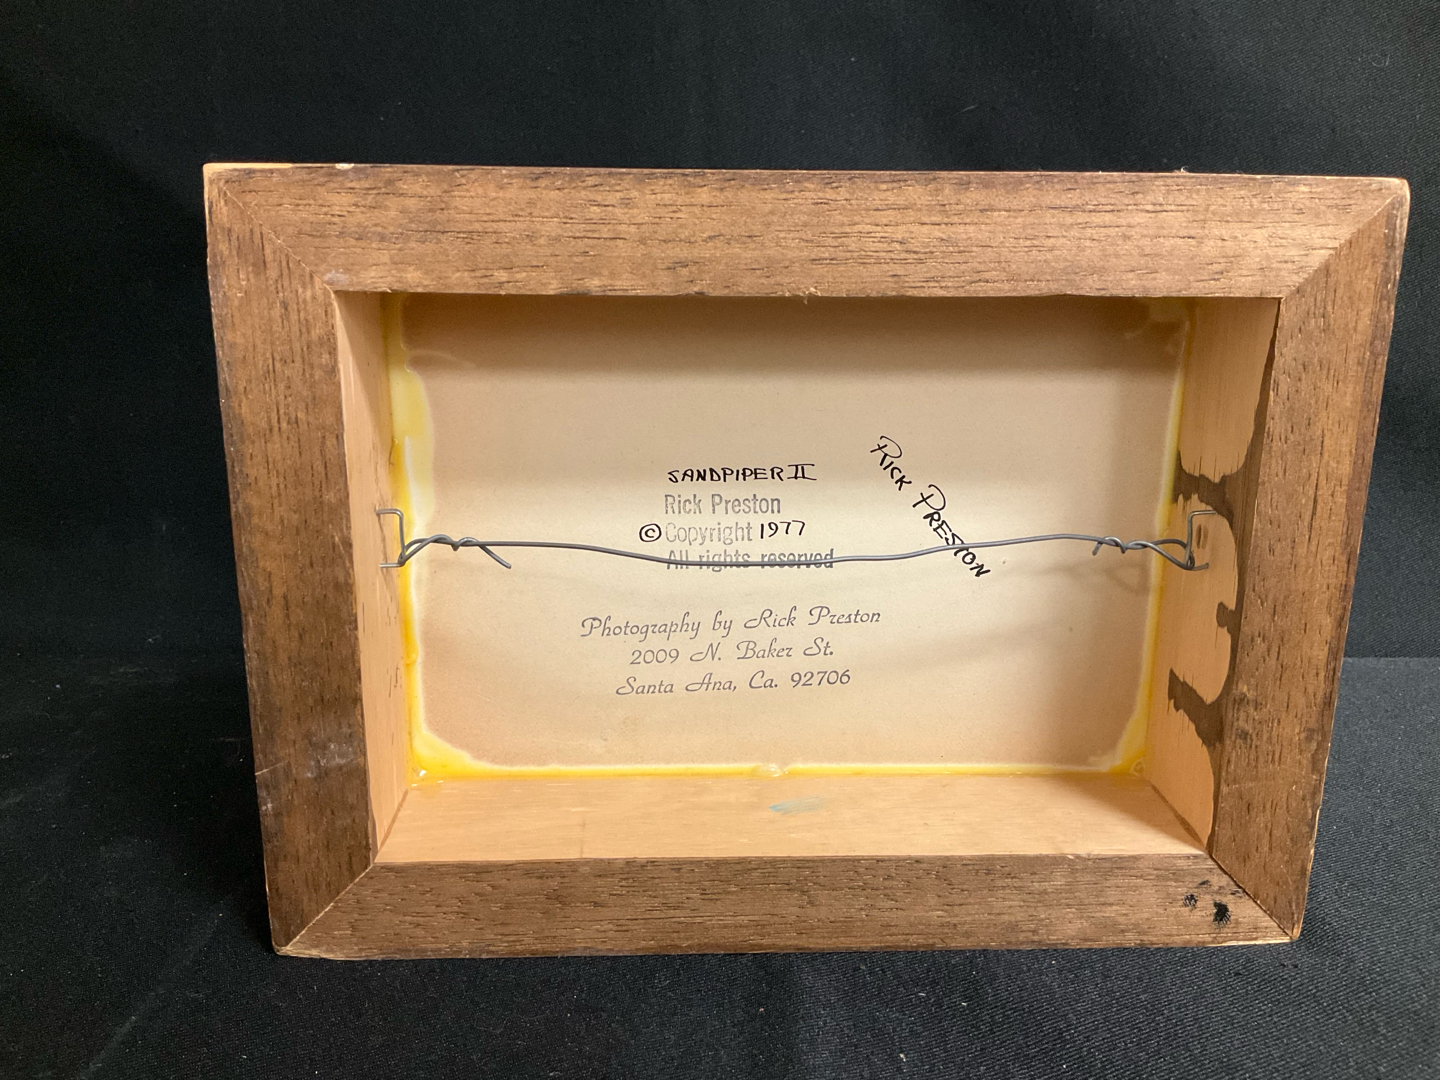 SANDPIPER II
Rick Preston
© Copyright 1977
All rights reserved
RICK PRESTON
Photography by Rick Preston
2009 N. Baker St.
Santa Ana, Ca. 92706